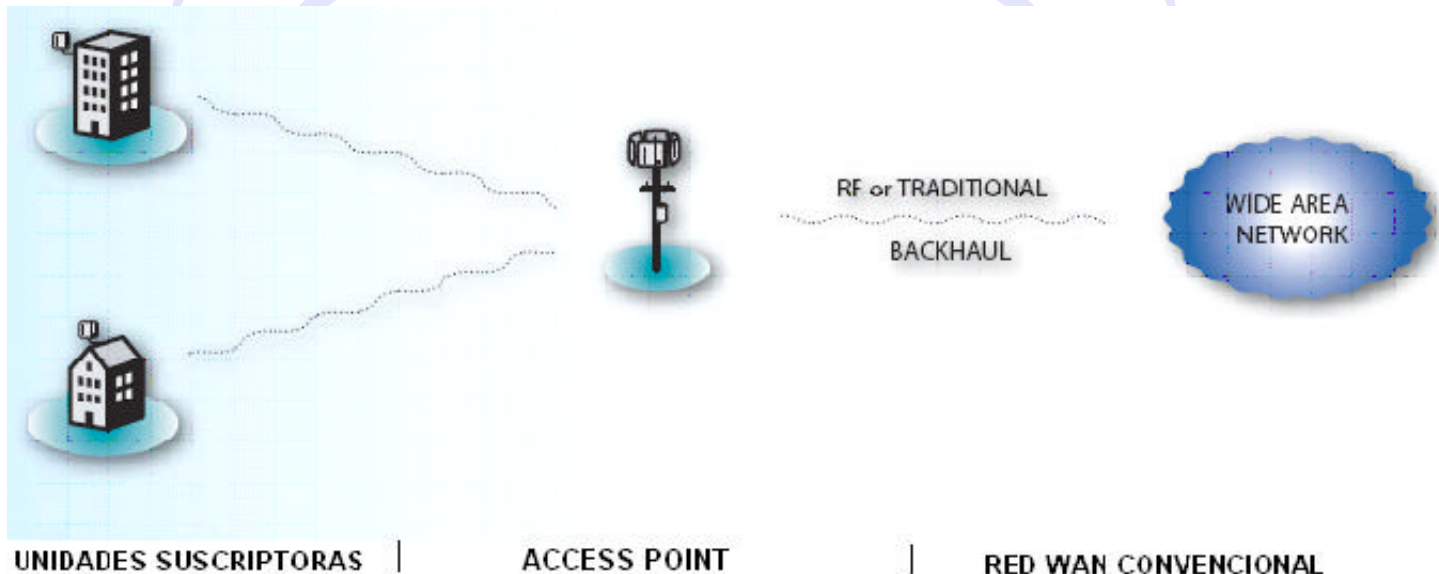 RF or TRADITIONAL
BACKHAUL
WIDE AREA
NETWORK
UNIDADES SUSCRIPTORAS
ACCESS POINT
RED WAN CONVENCIONAL